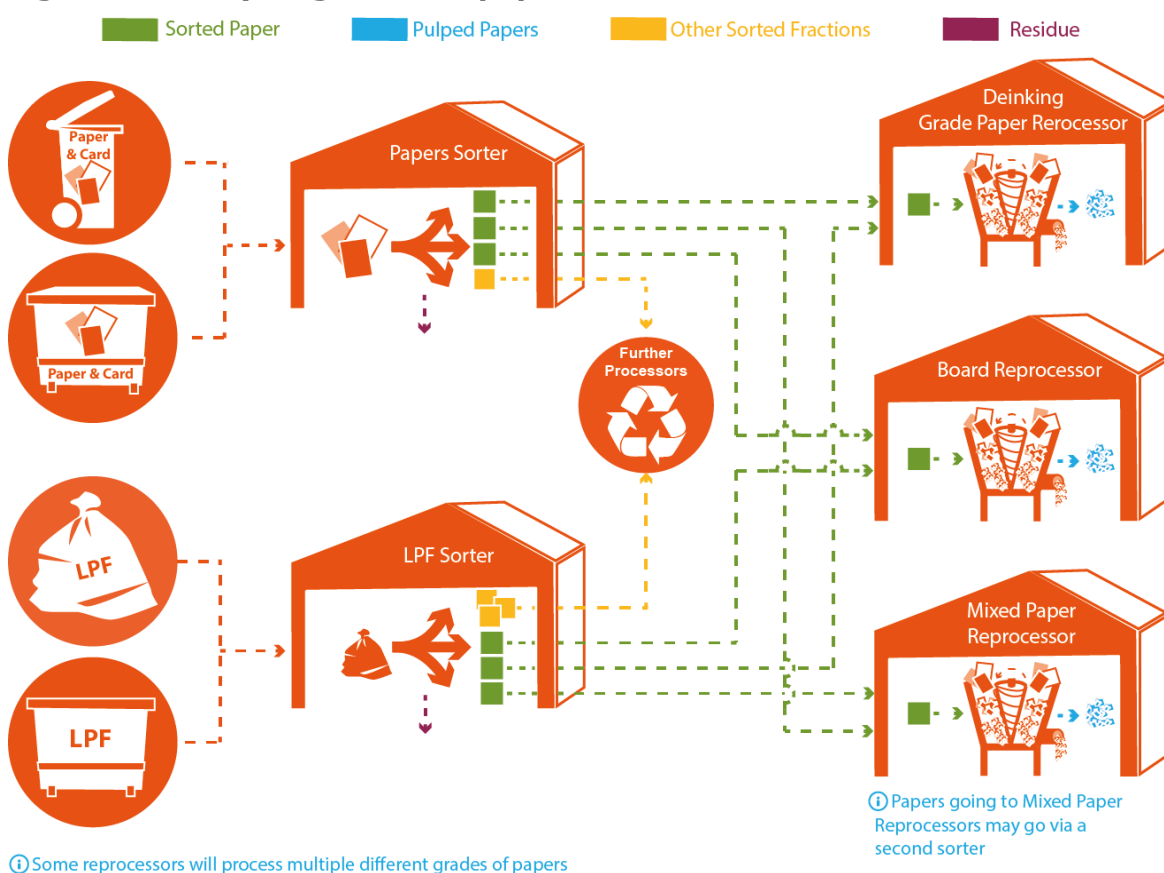 Sorted Paper
Pulped Papers
Other Sorted Fractions
Residue
Paper
& Card
Paper & Card
Papers Sorter
Deinking
Grade Paper Rerocessor
Further
Processors
Board Reprocessor
LPF
LPF
LPF Sorter
Mixed Paper
Reprocessor
i Papers going to Mixed Paper
Reprocessors may go via a
second sorter
i Some reprocessors will process multiple different grades of papers